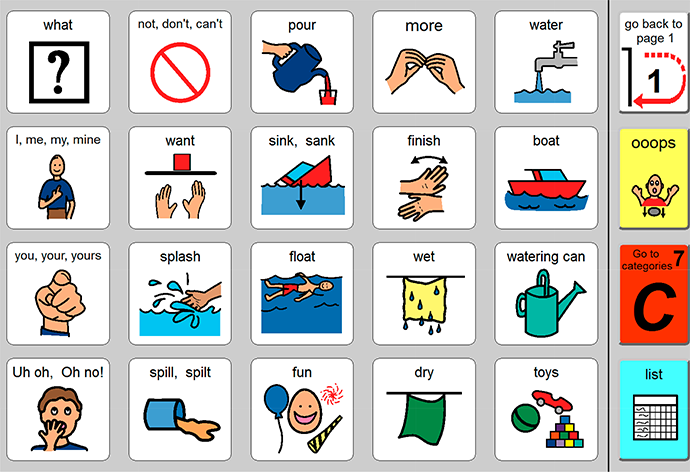 what
not, don't, can't
pour
more
water
go back to
page 1
1
I, me, my, mine
want
sink, sank
finish
boat
ooops
you, your, yours
splash
float
wet
watering can
Go to
categories 7
C
Uh oh, Oh no!
spill, spilt
fun
dry
toys
list